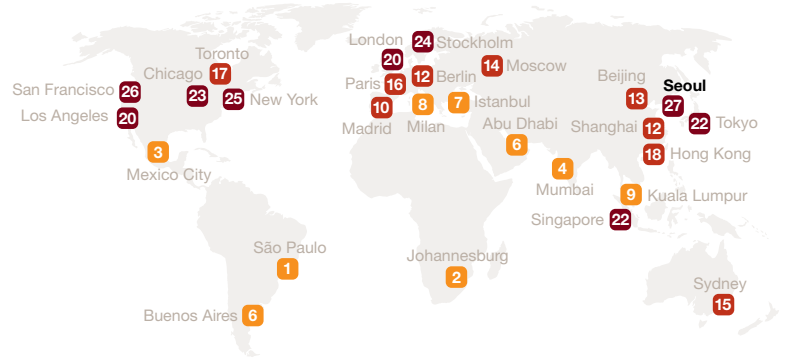 London
24
Stockholm
20
Toronto
17
Chicago
23
San Francisco
26
25
New York
Los Angeles
20
3
Mexico City
Paris
16
12
Berlin
14
Moscow
10
Madrid
8
Milan
7
Istanbul
Abu Dhabi
6
Beijing
13
Seoul
27
Shanghai
12
22
Tokyo
18
Hong Kong
4
Mumbai
9
Kuala Lumpur
Singapore
22
São Paulo
1
Johannesburg
2
Buenos Aires
6
Sydney
15